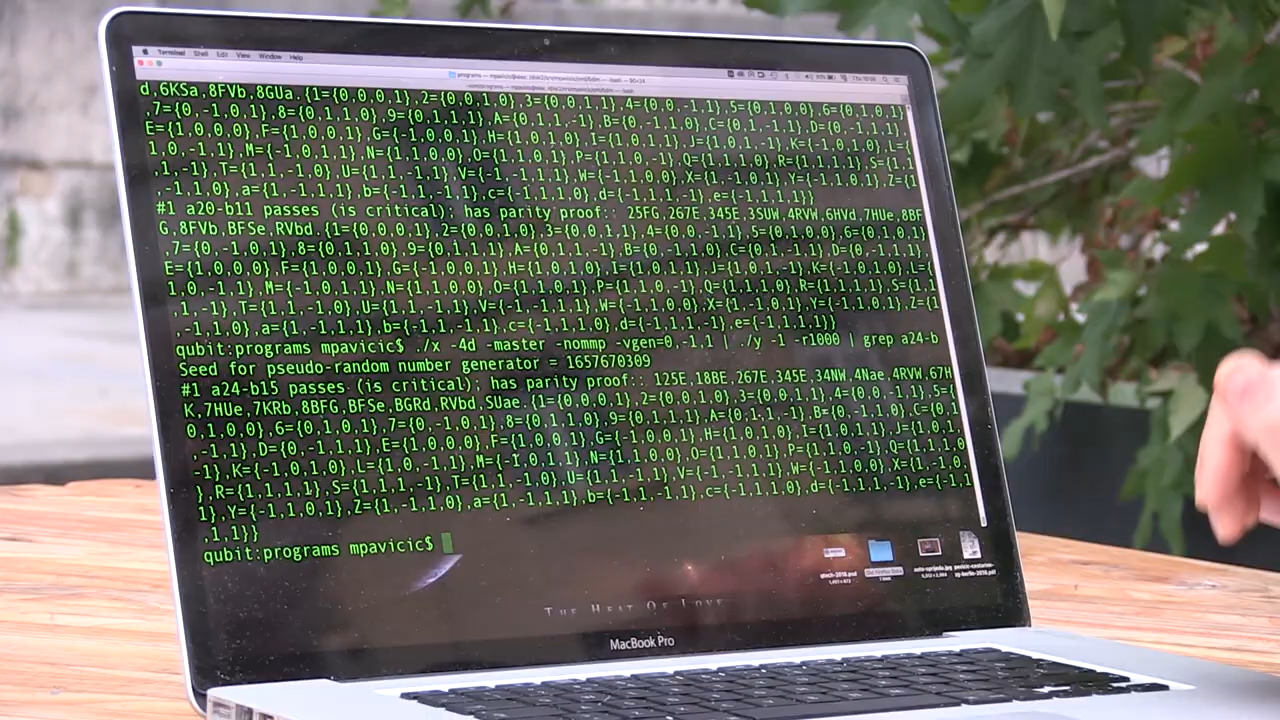 Terminal Shell Edit View Window Help
d,6KSa,8FVb,8GUa.{1={0,0,0,1},2={0,0,1,0},3={0,0,1,1},4={0,0,-1,1},5={0,1,0,0},6={0,1,0,1}
,7={0,-1,0,1},8={0,1,1,0},9={0,1,1,1},A={0,1,1,-1},B={0,-1,1,0},C={0,1,-1,1},D={0,-1,1,1},
E={1,0,0,0},F={1,0,0,1},G={-1,0,0,1},H={1,0,1,0},I={1,0,1,1},J={1,0,1,-1},K={-1,0,1,0},L={
1,0,-1,1},M={-1,0,1,1},N={1,1,0,0},O={1,1,0,1},P={1,1,0,-1},Q={1,1,1,0},R={1,1,1,1},S={1
,1,1,-1},T={1,1,-1,0},U={1,1,-1,1},V={-1,-1,1,1},W={-1,1,0,0},X={1,-1,0,1},Y={-1,1,0,1},Z={1
,-1,1,0},a={1,-1,1,1},b={-1,1,-1,1},c={-1,1,1,0},d={-1,1,1,-1},e={-1,1,1,1}}
#1 a20-b11 passes (is critical); has parity proof:: 25FG,267E,345E,3SUW,4RVW,6HVd,7HUe,8BF
G,8FVb,BFSe,RVbd.{1={0,0,0,1},2={0,0,1,0},3={0,0,1,1},4={0,0,-1,1},5={0,1,0,0},6={0,1,0,1}
,7={0,-1,0,1},8={0,1,1,0},9={0,1,1,1},A={0,1,1,-1},B={0,-1,1,0},C={0,1,-1,1},D={0,-1,1,1},
E={1,0,0,0},F={1,0,0,1},G={-1,0,0,1},H={1,0,1,0},I={1,0,1,1},J={1,0,1,-1},K={-1,0,1,0},L={
1,0,-1,1},M={-1,0,1,1},N={1,1,0,0},O={1,1,0,1},P={1,1,0,-1},Q={1,1,1,0},R={1,1,1,1},S={1
,1,1,-1},T={1,1,-1,0},U={1,1,-1,1},V={-1,-1,1,1},W={-1,1,0,0},X={1,-1,0,1},Y={-1,1,0,1},Z={1
,-1,1,0},a={1,-1,1,1},b={-1,1,-1,1},c={-1,1,1,0},d={-1,1,1,-1},e={-1,1,1,1}}
qubit:programs mpavicic$ ./x -4d -master -nommp -vgen=0,-1,1 | ./y -1 -r1000 | grep a24-b
Seed for pseudo-random number generator = 1657670309
#1 a24-b15 passes (is critical); has parity proof:: 125E,18BE,267E,345E,34NW,4Nae,4RVW,67H
K,7HUe,7KRb,8BFG,BFSe,BGRd,RVbd,SUae.{1={0,0,0,1},2={0,0,1,0},3={0,0,1,1},4={0,0,-1,1},5={
0,1,0,0},6={0,1,0,1},7={0,-1,0,1},8={0,1,1,0},9={0,1,1,1},A={0,1,1,-1},B={0,-1,1,0},C={0,1
,-1,1},D={0,-1,1,1},E={1,0,0,0},F={1,0,0,1},G={-1,0,0,1},H={1,0,1,0},I={1,0,1,1},J={1,0,1,
-1},K={-1,0,1,0},L={1,0,-1,1},M={-1,0,1,1},N={1,1,0,0},O={1,1,0,1},P={1,1,0,-1},Q={1,1,1,0
},R={1,1,1,1},S={1,1,1,-1},T={1,1,-1,0},U={1,1,-1,1},V={-1,-1,1,1},W={-1,1,0,0},X={1,-1,0,
1},Y={-1,1,0,1},Z={1,-1,1,0},a={1,-1,1,1},b={-1,1,-1,1},c={-1,1,1,0},d={-1,1,1,-1},e={-1,1
,1,1}}
qubit:programs mpavicic$
THE HEAT OF LOVE
MacBook Pro